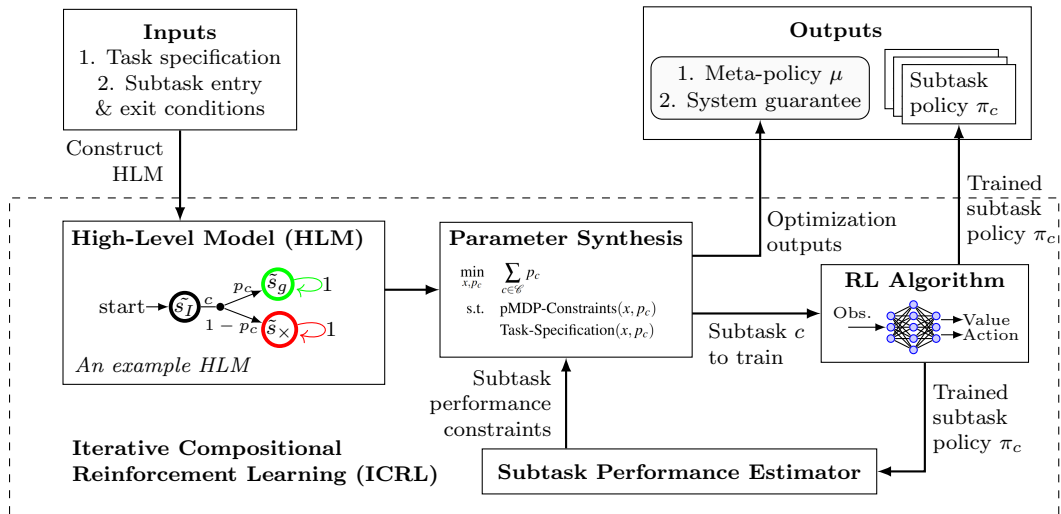 Inputs
1. Task specification
2. Subtask entry
& exit conditions
Outputs
1. Meta-policy μ
2. System guarantee
Subtask
policy π_c
Construct
HLM
Optimization
outputs
Trained
subtask
policy π_c
High-Level Model (HLM)
start
s̃_I
c
p_c
1 − p_c
s̃_g
1
s̃_×
1
An example HLM
Parameter Synthesis
min_{x,p_c} ∑_{c∈𝒞} p_c
s.t. pMDP-Constraints(x, p_c)
Task-Specification(x, p_c)
Subtask c
to train
RL Algorithm
Obs.
Value
Action
Subtask
performance
constraints
Trained
subtask
policy π_c
Iterative Compositional
Reinforcement Learning (ICRL)
Subtask Performance Estimator